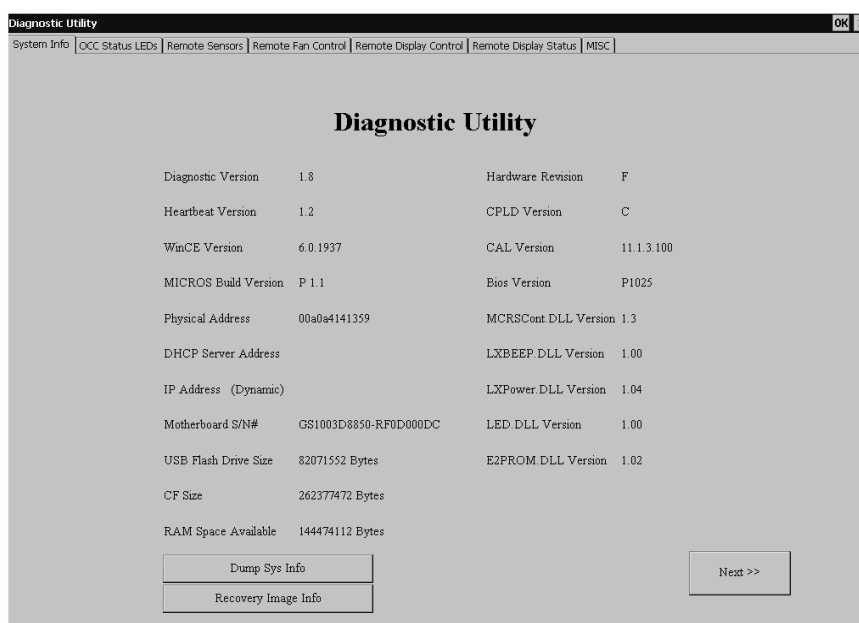 Diagnostic Utility OK
System Info OCC Status LEDs Remote Sensors Remote Fan Control Remote Display Control Remote Display Status MISC
Diagnostic Utility
Diagnostic Version 1.8 Hardware Revision F
Heartbeat Version 1.2 CPLD Version C
WinCE Version 6.0.1937 CAL Version 11.1.3.100
MICROS Build Version P 1.1 Bios Version P1025
Physical Address 00a0a4141359 MCRSCont.DLL Version 1.3
DHCP Server Address LXBEEP.DLL Version 1.00
IP Address (Dynamic) LXPower.DLL Version 1.04
Motherboard S/N# GS1003D8850-RF0D000DC LED.DLL Version 1.00
USB Flash Drive Size 82071552 Bytes E2PROM.DLL Version 1.02
CF Size 262377472 Bytes
RAM Space Available 144474112 Bytes
Dump Sys Info
Next >>
Recovery Image Info